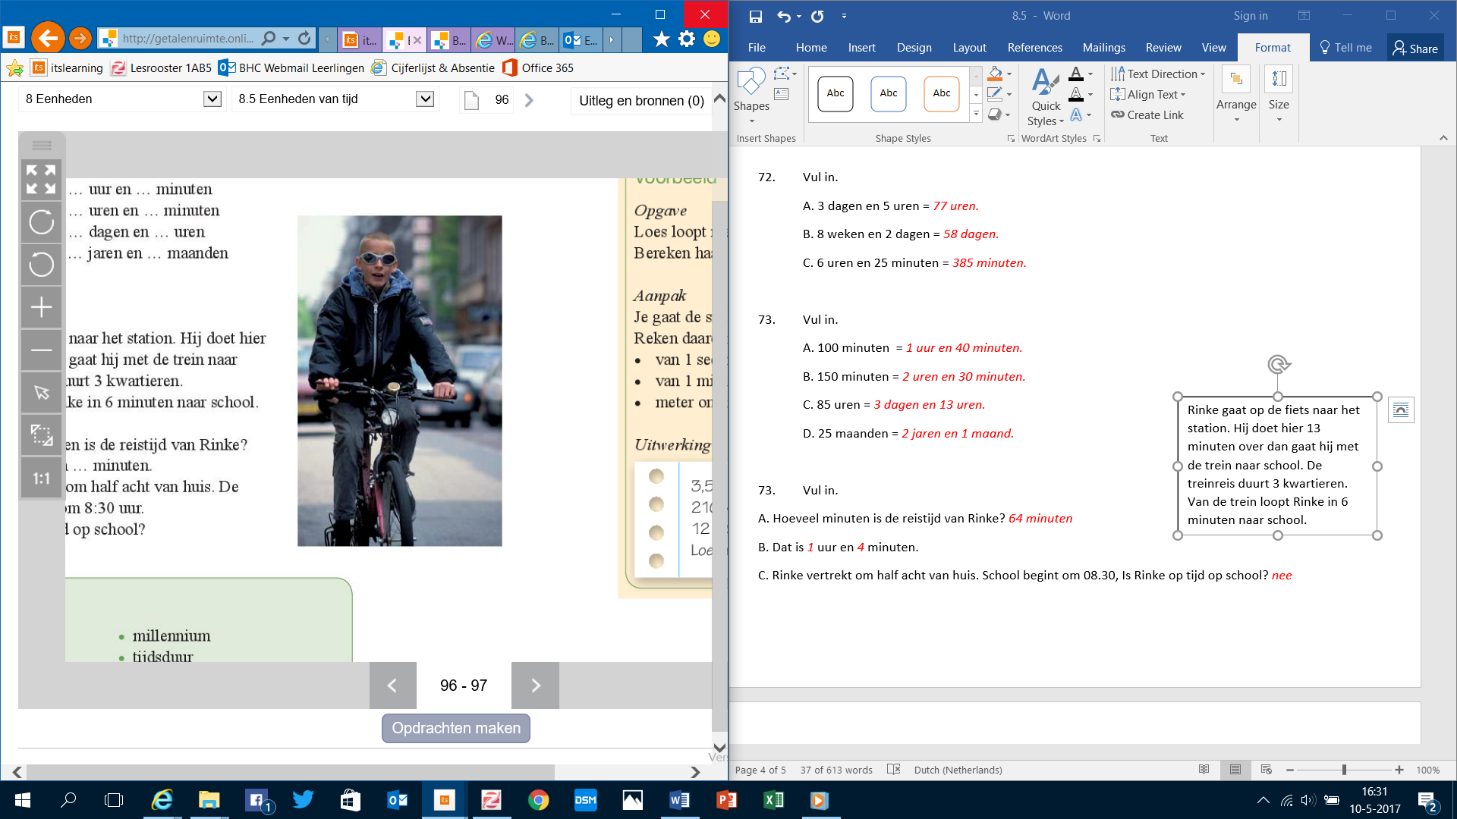 8.5 - Word
Sign in
http://getalenruimte.onli...
it...
B...
W...
B...
E...
File Home Insert Design Layout References Mailings Review View Format Tell me Share
itslearning Lesrooster 1AB5 BHC Webmail Leerlingen Cijferlijst & Absentie Office 365
8 Eenheden 8.5 Eenheden van tijd 96 Uitleg en bronnen (0)
... uur en ... minuten
... uren en ... minuten
... dagen en ... uren
... jaren en ... maanden
naar het station. Hij doet hier
gaat hij met de trein naar
uurt 3 kwartieren.
ke in 6 minuten naar school.
en is de reistijd van Rinke?
... minuten.
om half acht van huis. De
om 8:30 uur.
d op school?
millennium
tijdsduur
Voorbeeld
Opgave
Loes loopt
Bereken ha
Aanpak
Je gaat de s
Reken daar
• van 1 se
• van 1 mi
• meter on
Uitwerking
3,5
210
12
Loe
1:1
96 - 97
Opdrachten maken
Shapes
Abc Abc Abc
Quick Styles
Text Direction
Align Text
Create Link
Arrange
Size
Insert Shapes Shape Styles WordArt Styles Text
72. Vul in.
A. 3 dagen en 5 uren = 77 uren.
B. 8 weken en 2 dagen = 58 dagen.
C. 6 uren en 25 minuten = 385 minuten.
73. Vul in.
A. 100 minuten = 1 uur en 40 minuten.
B. 150 minuten = 2 uren en 30 minuten.
C. 85 uren = 3 dagen en 13 uren.
D. 25 maanden = 2 jaren en 1 maand.
73. Vul in.
A. Hoeveel minuten is de reistijd van Rinke? 64 minuten
B. Dat is 1 uur en 4 minuten.
C. Rinke vertrekt om half acht van huis. School begint om 08.30, Is Rinke op tijd op school? nee
Rinke gaat op de fiets naar het
station. Hij doet hier 13
minuten over dan gaat hij met
de trein naar school. De
treinreis duurt 3 kwartieren.
Van de trein loopt Rinke in 6
minuten naar school.
Page 4 of 5 37 of 613 words Dutch (Netherlands) 100%
16:31
10-5-2017